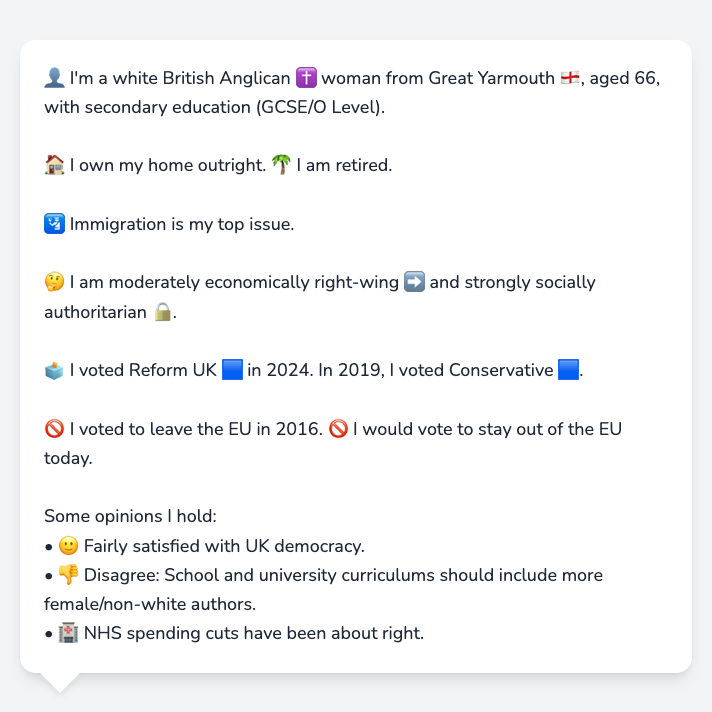 👤 I'm a white British Anglican ✝️ woman from Great Yarmouth 🏴󠁧󠁢󠁥󠁮󠁧󠁿, aged 66,
with secondary education (GCSE/O Level).
🏠 I own my home outright. 🌴 I am retired.
🛂 Immigration is my top issue.
🤔 I am moderately economically right-wing ➡️ and strongly socially
authoritarian 🔒.
🗳️ I voted Reform UK 🟦 in 2024. In 2019, I voted Conservative 🟦.
🚫 I voted to leave the EU in 2016. 🚫 I would vote to stay out of the EU
today.
Some opinions I hold:
• 🙂 Fairly satisfied with UK democracy.
• 👎 Disagree: School and university curriculums should include more
female/non-white authors.
• 🏥 NHS spending cuts have been about right.